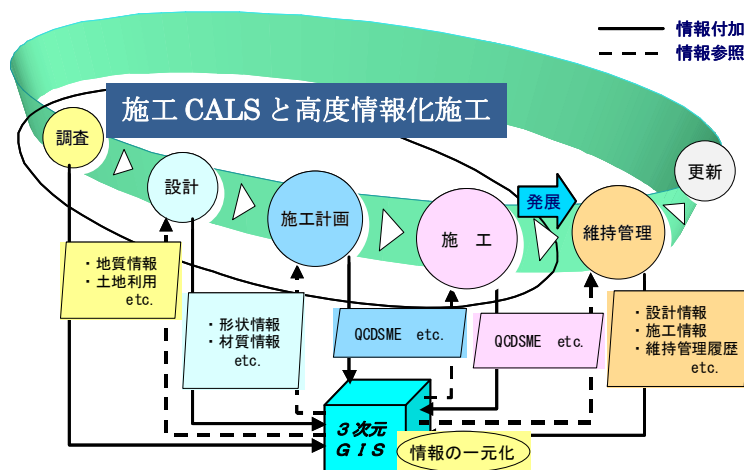 情報付加
情報参照
施工 CALS と高度情報化施工
調査
設計
施工計画
施 工
発展
維持管理
更新
・地質情報
・土地利用
etc.
・形状情報
・材質情報
etc.
QCDSME etc.
QCDSME etc.
・設計情報
・施工情報
・維持管理履歴
etc.
3次元
GIS
情報の一元化